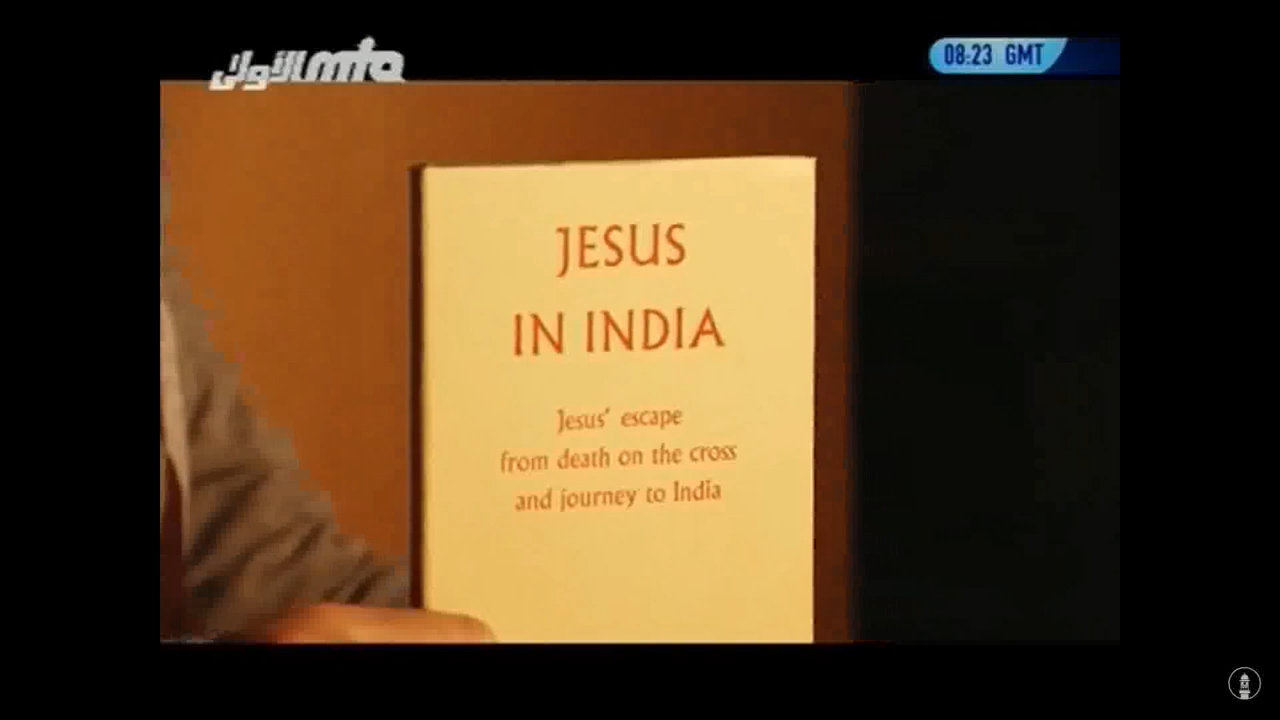 mta الأولى
08:23 GMT
JESUS
IN INDIA
Jesus' escape
from death on the cross
and journey to India